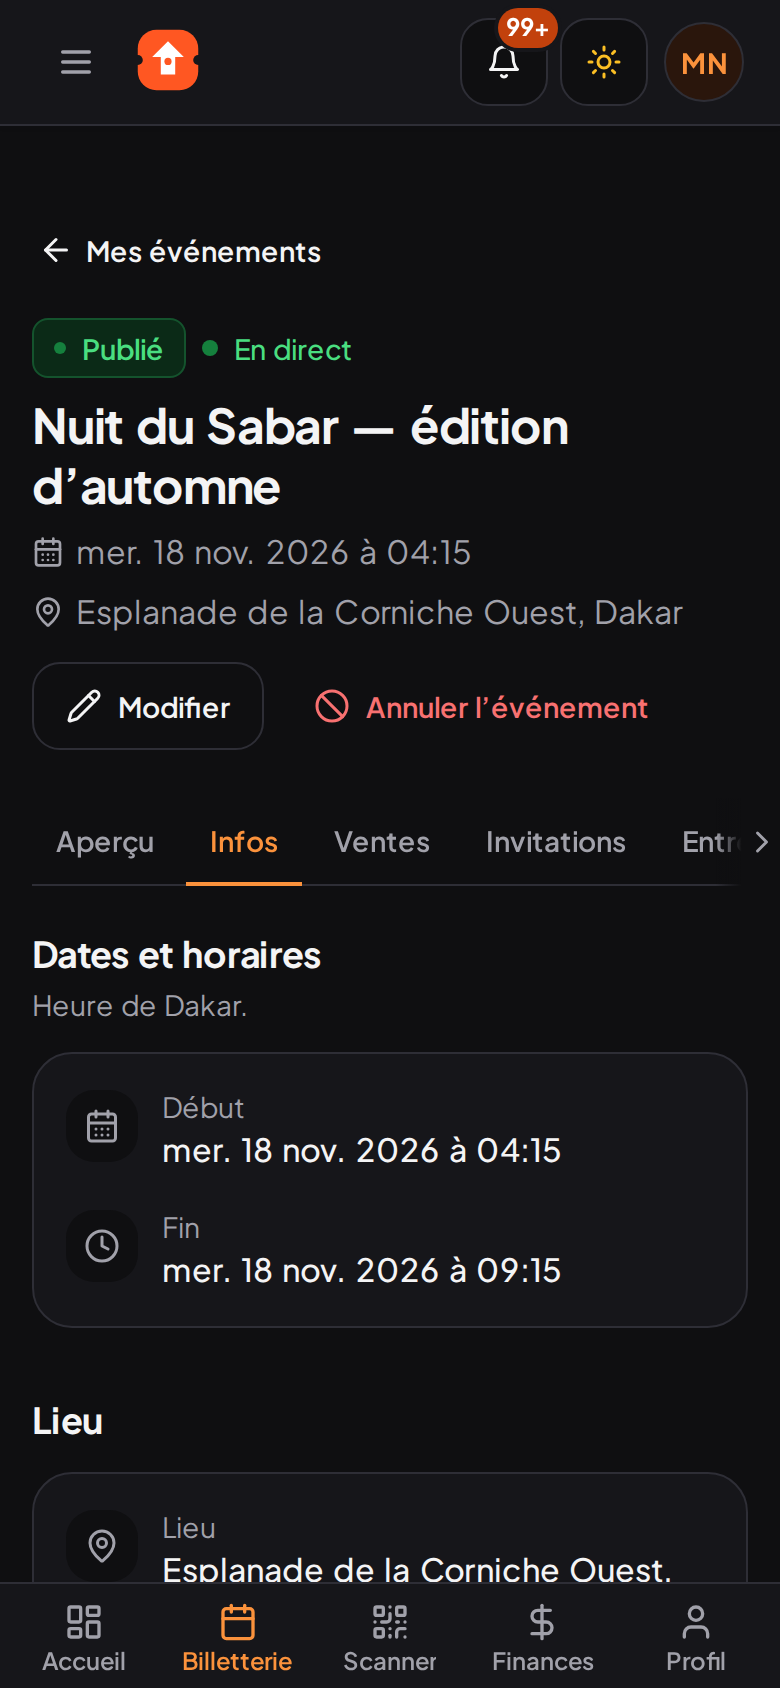 99+
MN
Mes événements
Publié
En direct
Nuit du Sabar — édition
d’automne
mer. 18 nov. 2026 à 04:15
Esplanade de la Corniche Ouest, Dakar
Modifier
Annuler l’événement
Aperçu Infos Ventes Invitations
Dates et horaires
Heure de Dakar.
Début
mer. 18 nov. 2026 à 04:15
Fin
mer. 18 nov. 2026 à 09:15
Lieu
Lieu
Esplanade de la Corniche Ouest,
Accueil Billetterie Scanner Finances Profil